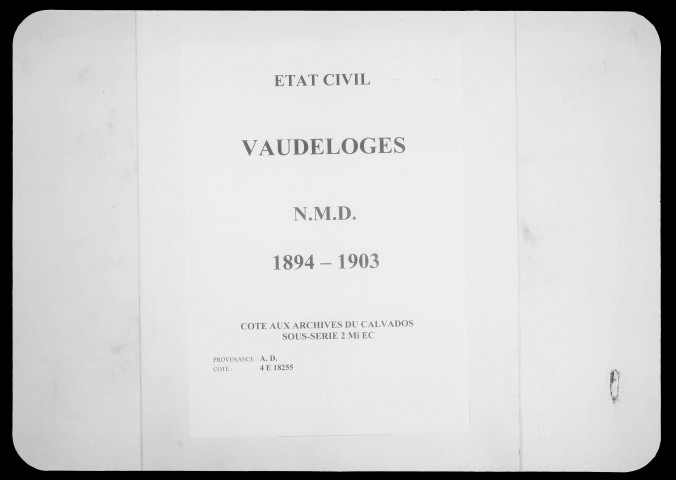 ETAT CIVIL
VAUDELOGES
N.M.D.
1894 – 1903
COTE AUX ARCHIVES DU CALVADOS
SOUS-SERIE 2 Mi EC
PROVENANCE : A. D.
COTE : 4 E 18255